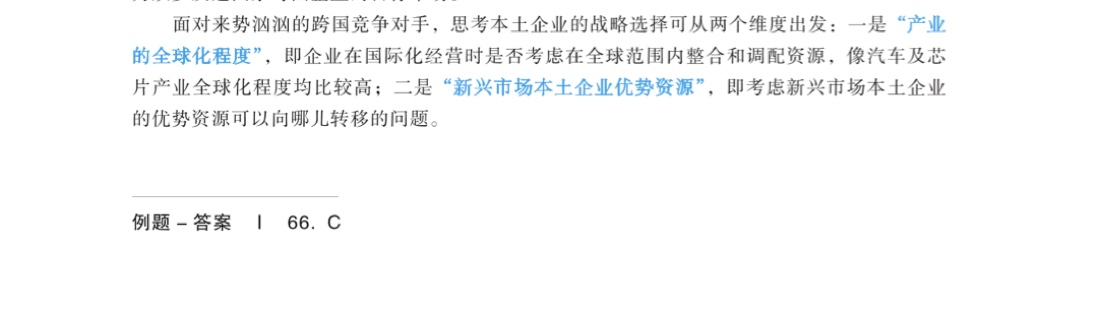 面对来势汹汹的跨国竞争对手，思考本土企业的战略选择可从两个维度出发：一是“产业
的全球化程度”，即企业在国际化经营时是否考虑在全球范围内整合和调配资源，像汽车及芯
片产业全球化程度均比较高；二是“新兴市场本土企业优势资源”，即考虑新兴市场本土企业
的优势资源可以向哪儿转移的问题。
例题 – 答案 | 66. C